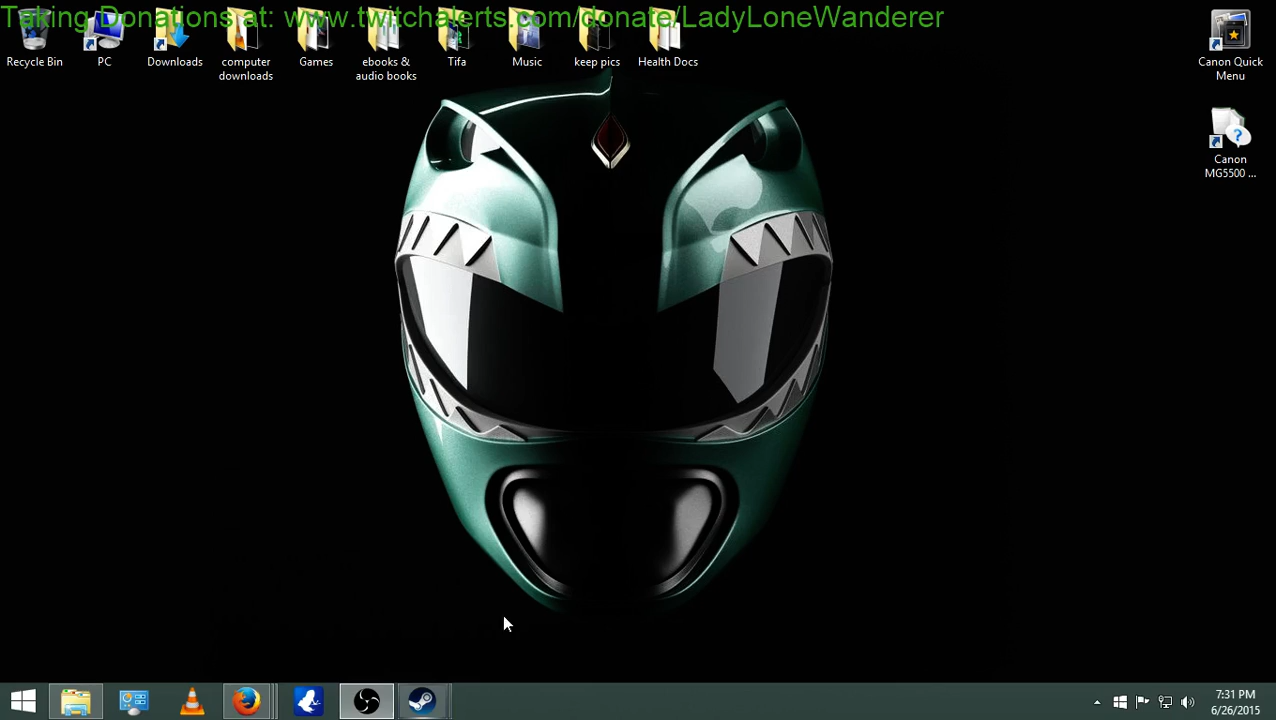 Taking Donations at: www.twitchalerts.com/donate/LadyLoneWanderer
Recycle Bin
PC
Downloads
computer
downloads
Games
ebooks &
audio books
Tifa
Music
keep pics
Health Docs
Canon Quick
Menu
Canon
MG5500 ...
7:31 PM
6/26/2015